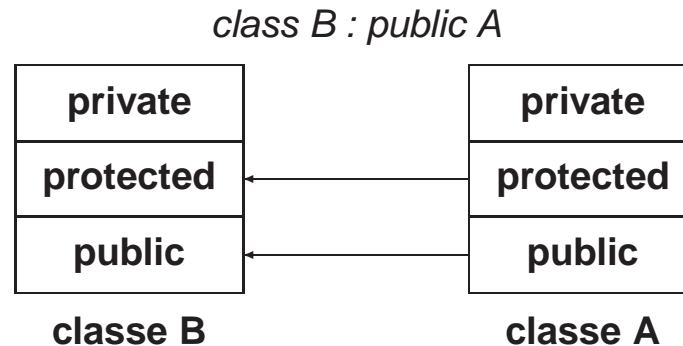 class B : public A
private
protected
public
classe B
private
protected
public
classe A